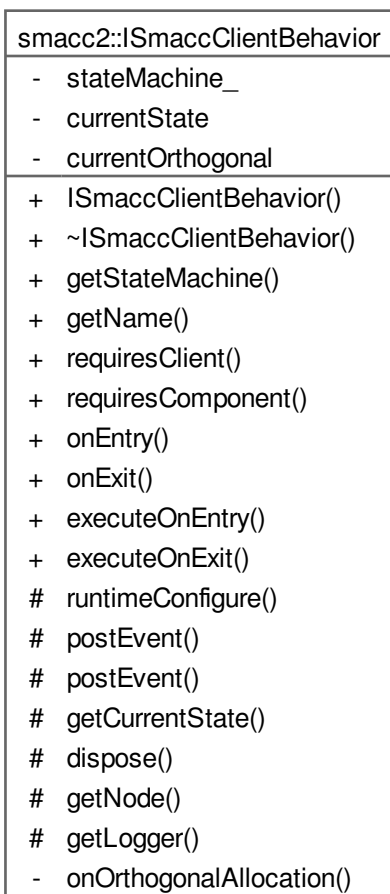 smacc2::ISmaccClientBehavior
- stateMachine_
- currentState
- currentOrthogonal
+ ISmaccClientBehavior()
+ ~ISmaccClientBehavior()
+ getStateMachine()
+ getName()
+ requiresClient()
+ requiresComponent()
+ onEntry()
+ onExit()
+ executeOnEntry()
+ executeOnExit()
# runtimeConfigure()
# postEvent()
# postEvent()
# getCurrentState()
# dispose()
# getNode()
# getLogger()
- onOrthogonalAllocation()